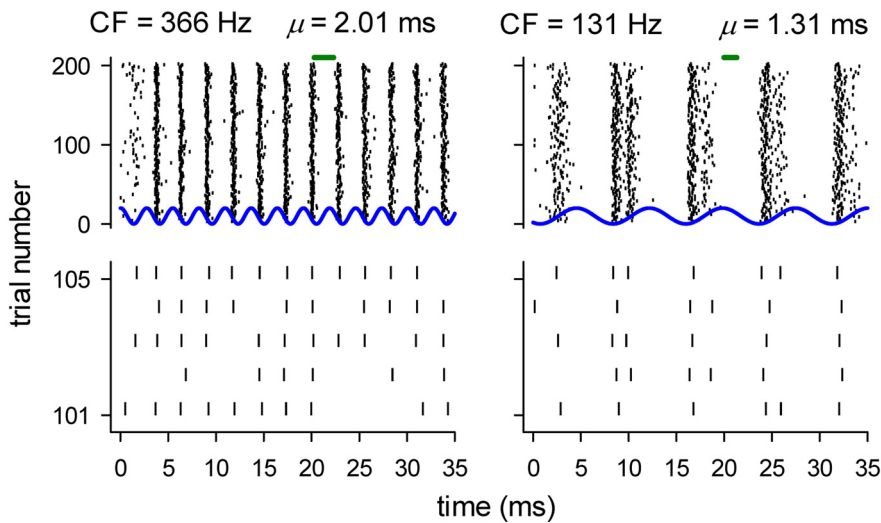 CF = 366 Hz μ = 2.01 ms
CF = 131 Hz μ = 1.31 ms
200
100
0
trial number
105
101
0 5 10 15 20 25 30 35
0 5 10 15 20 25 30 35
time (ms)